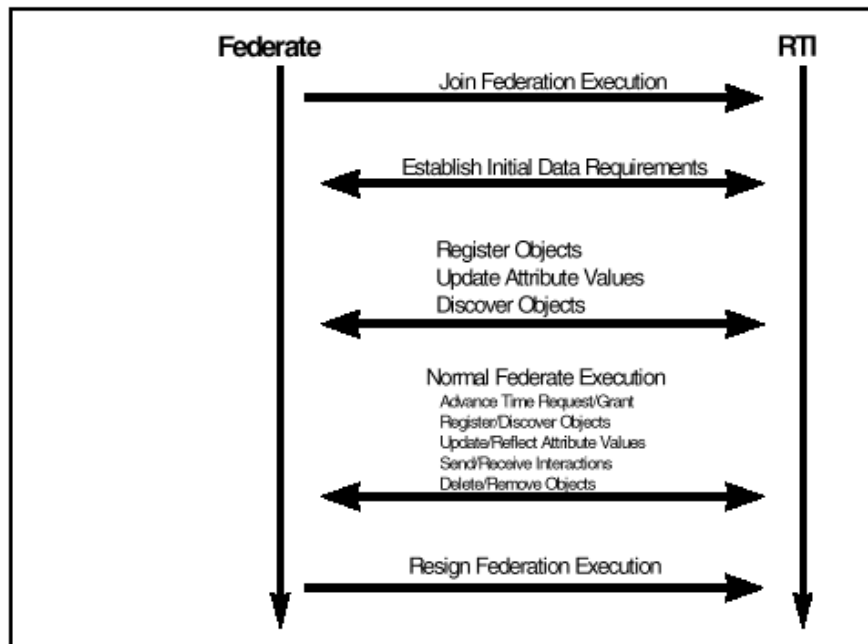 Federate
RTI
Join Federation Execution
Establish Initial Data Requirements
Register Objects
Update Attribute Values
Discover Objects
Normal Federate Execution
Advance Time Request/Grant
Register/Discover Objects
Update/Reflect Attribute Values
Send/Receive Interactions
Delete/Remove Objects
Resign Federation Execution